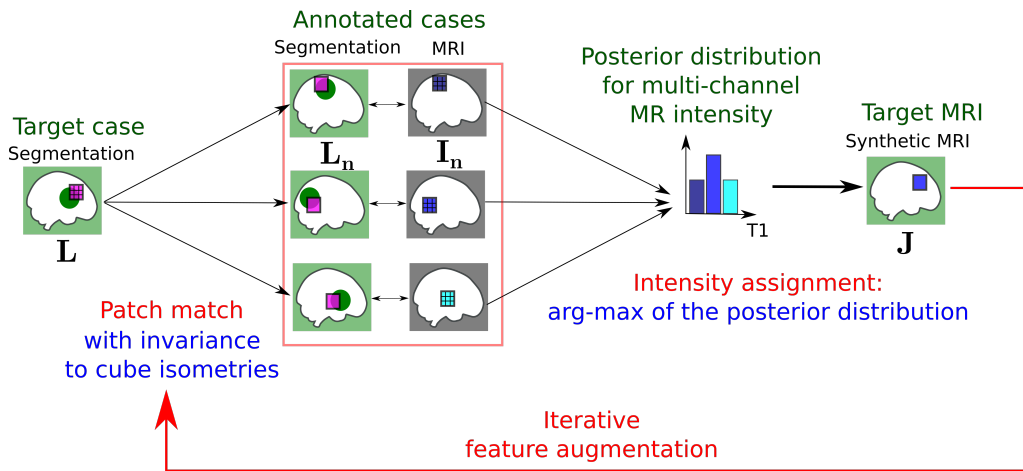 Annotated cases
Segmentation MRI
Posterior distribution
for multi-channel
MR intensity
Target case
Segmentation
L
Lₙ Iₙ
T1
Target MRI
Synthetic MRI
J
Patch match
with invariance
to cube isometries
Intensity assignment:
arg-max of the posterior distribution
Iterative
feature augmentation